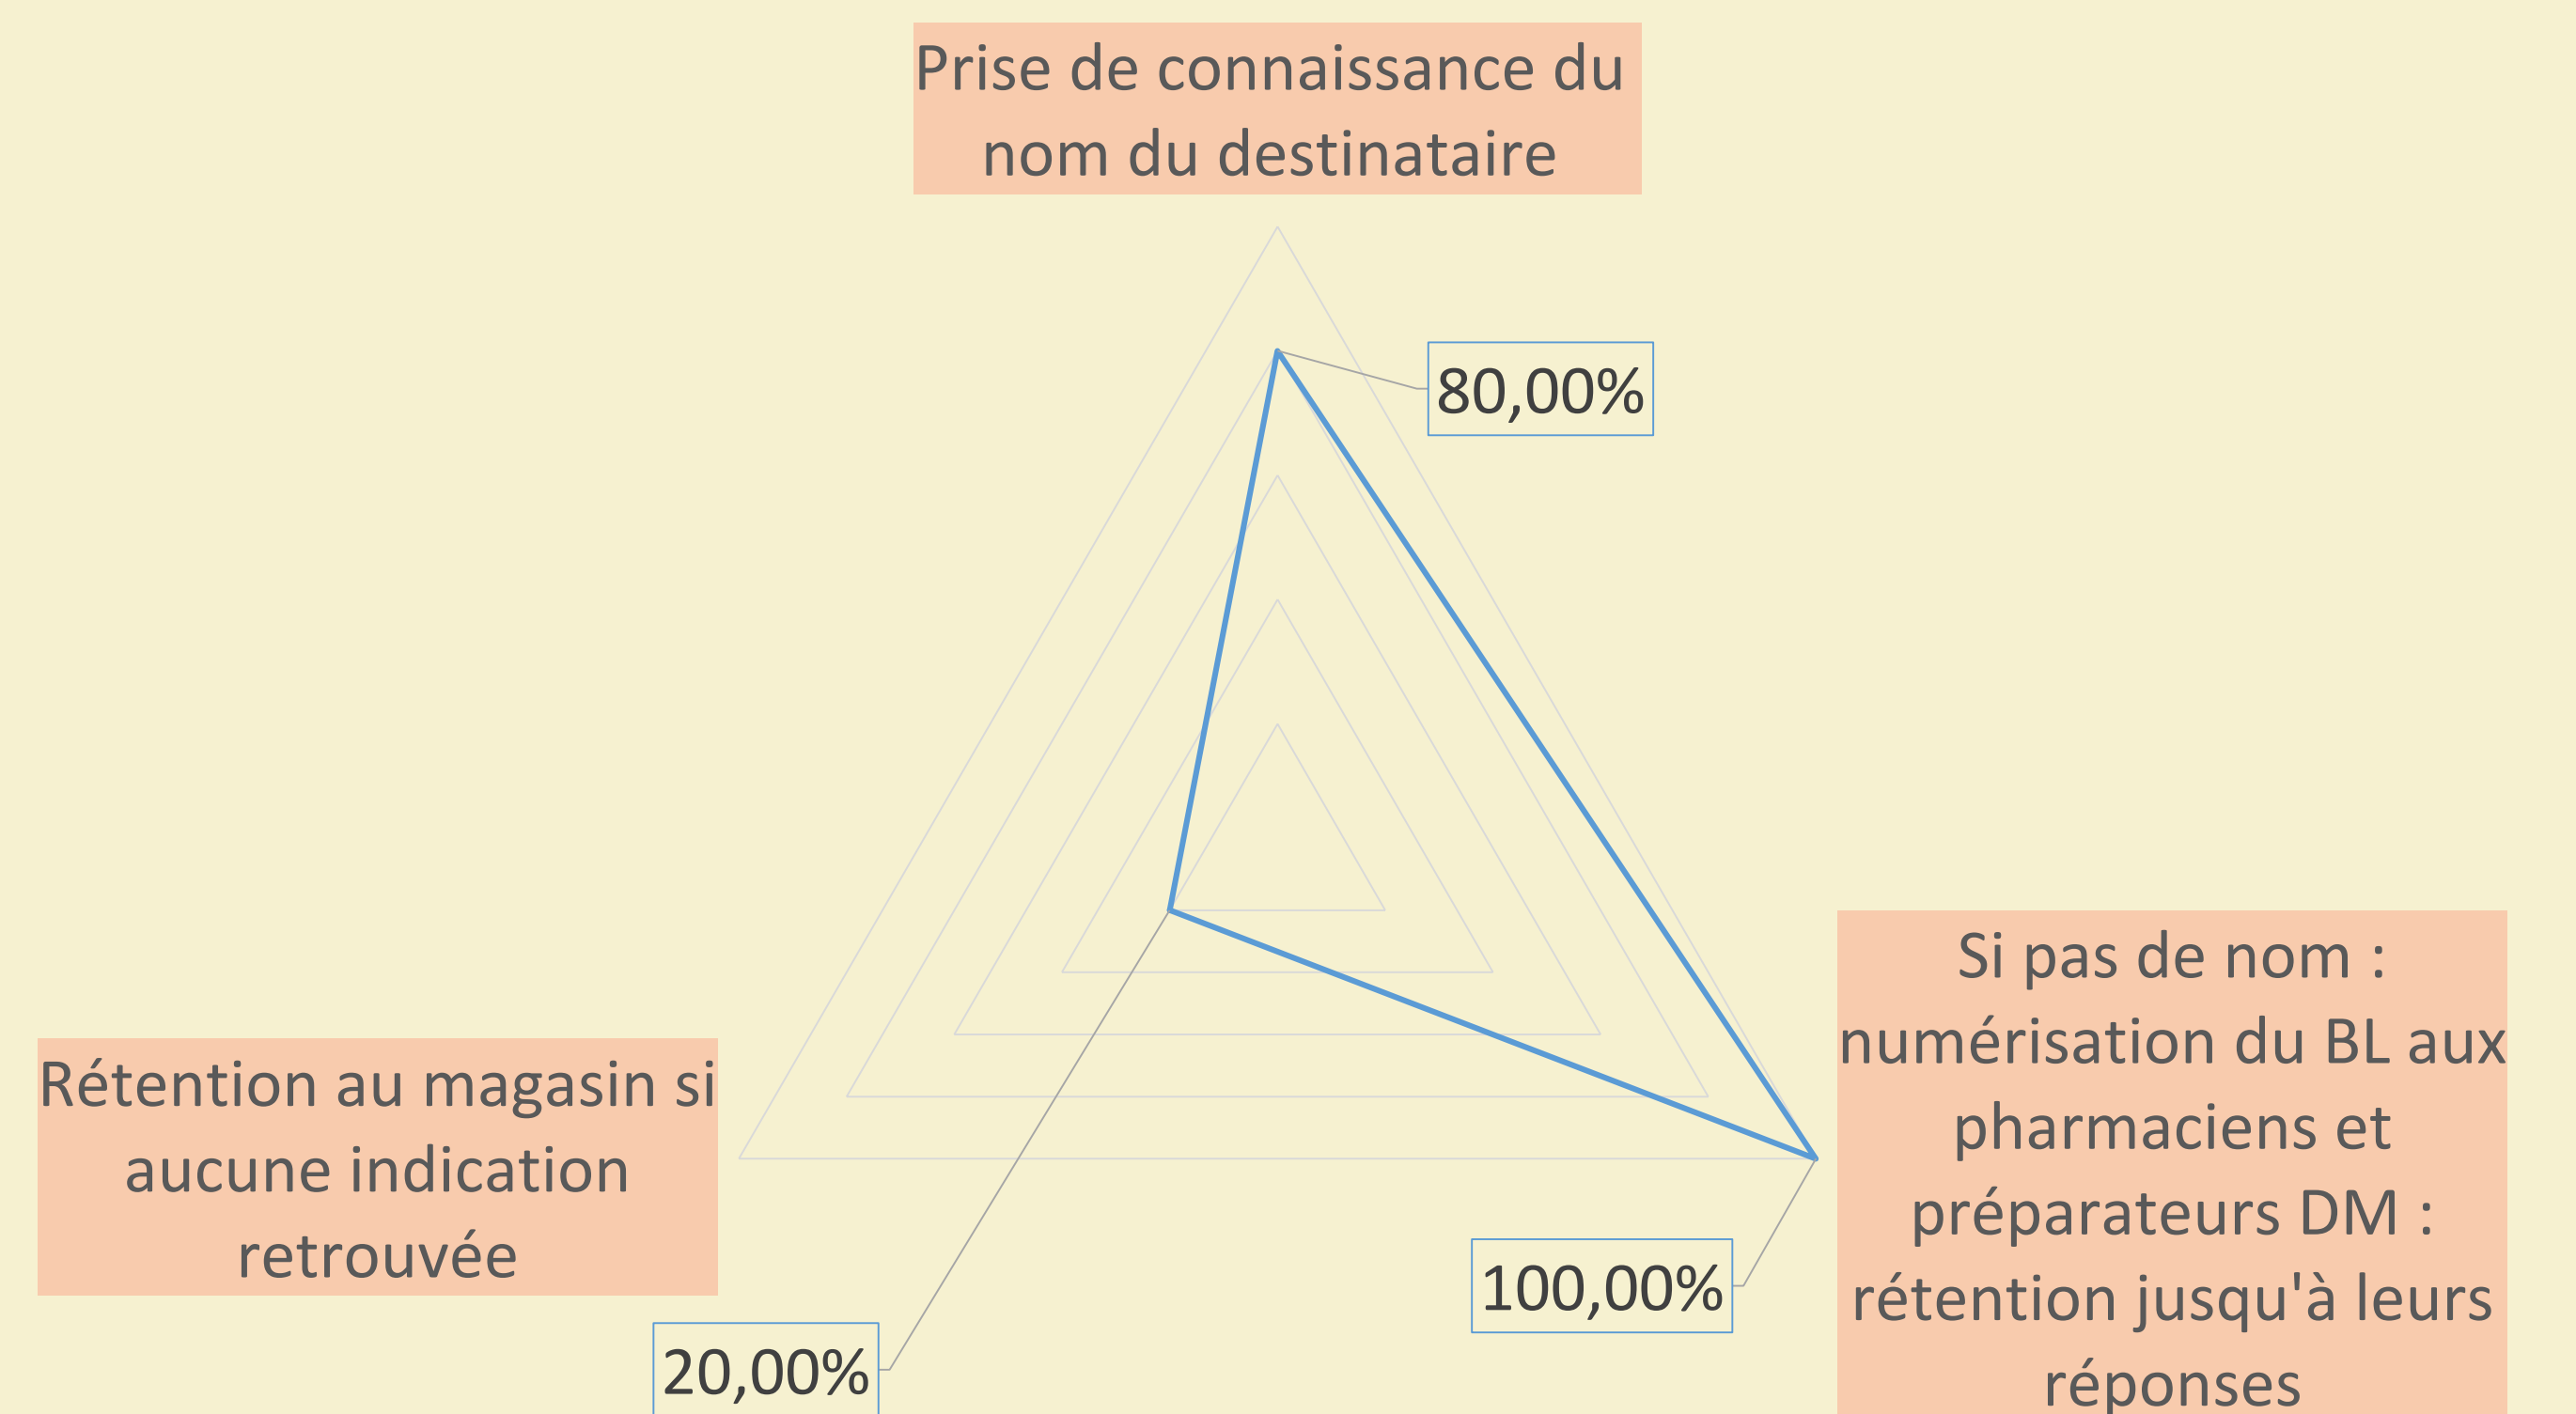 Prise de connaissance du
nom du destinataire
80,00%
Si pas de nom :
numérisation du BL aux
pharmaciens et
préparateurs DM :
rétention jusqu'à leurs
réponses
100,00%
Rétention au magasin si
aucune indication
retrouvée
20,00%